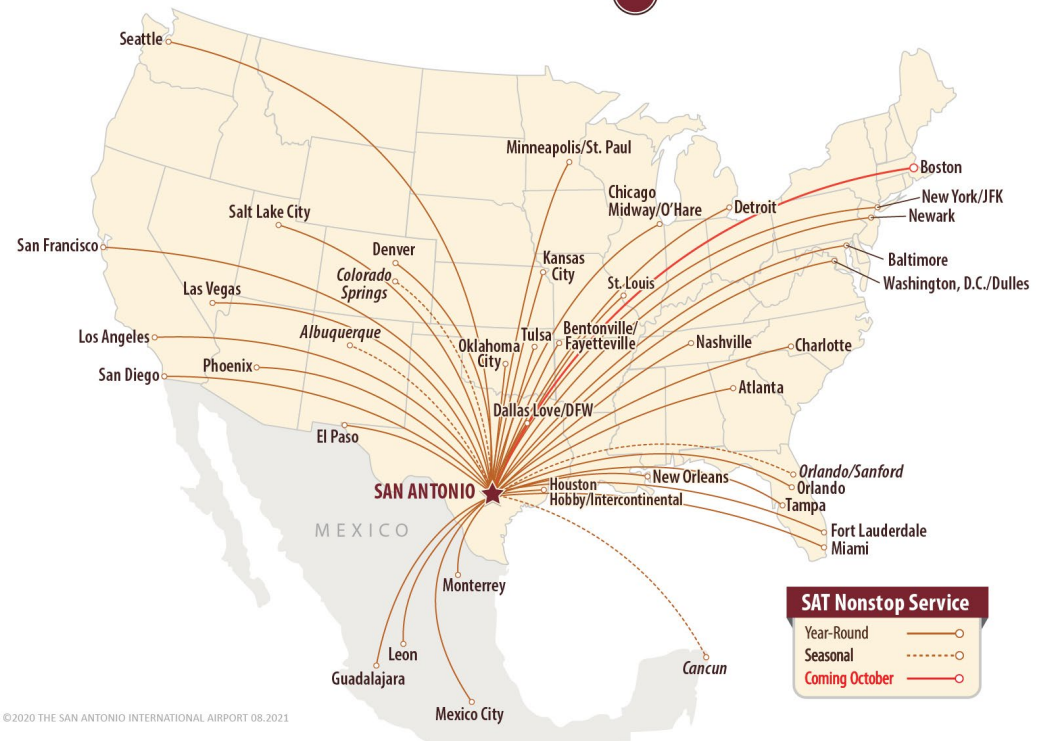 Seattle
Minneapolis/St. Paul
Boston
Chicago
Midway/O'Hare
Detroit
New York/JFK
Newark
Salt Lake City
San Francisco
Denver
Colorado
Springs
Kansas
City
Baltimore
Washington, D.C./Dulles
St. Louis
Las Vegas
Albuquerque
Los Angeles
Oklahoma
City
Tulsa
Bentonville/
Fayetteville
Nashville
Charlotte
Phoenix
San Diego
Atlanta
Dallas Love/DFW
El Paso
SAN ANTONIO
Houston
Hobby/Intercontinental
New Orleans
Orlando/Sanford
Orlando
Tampa
MEXICO
Fort Lauderdale
Miami
Monterrey
Leon
Guadalajara
Mexico City
Cancun
SAT Nonstop Service
Year-Round
Seasonal
Coming October
©2020 THE SAN ANTONIO INTERNATIONAL AIRPORT 08.2021